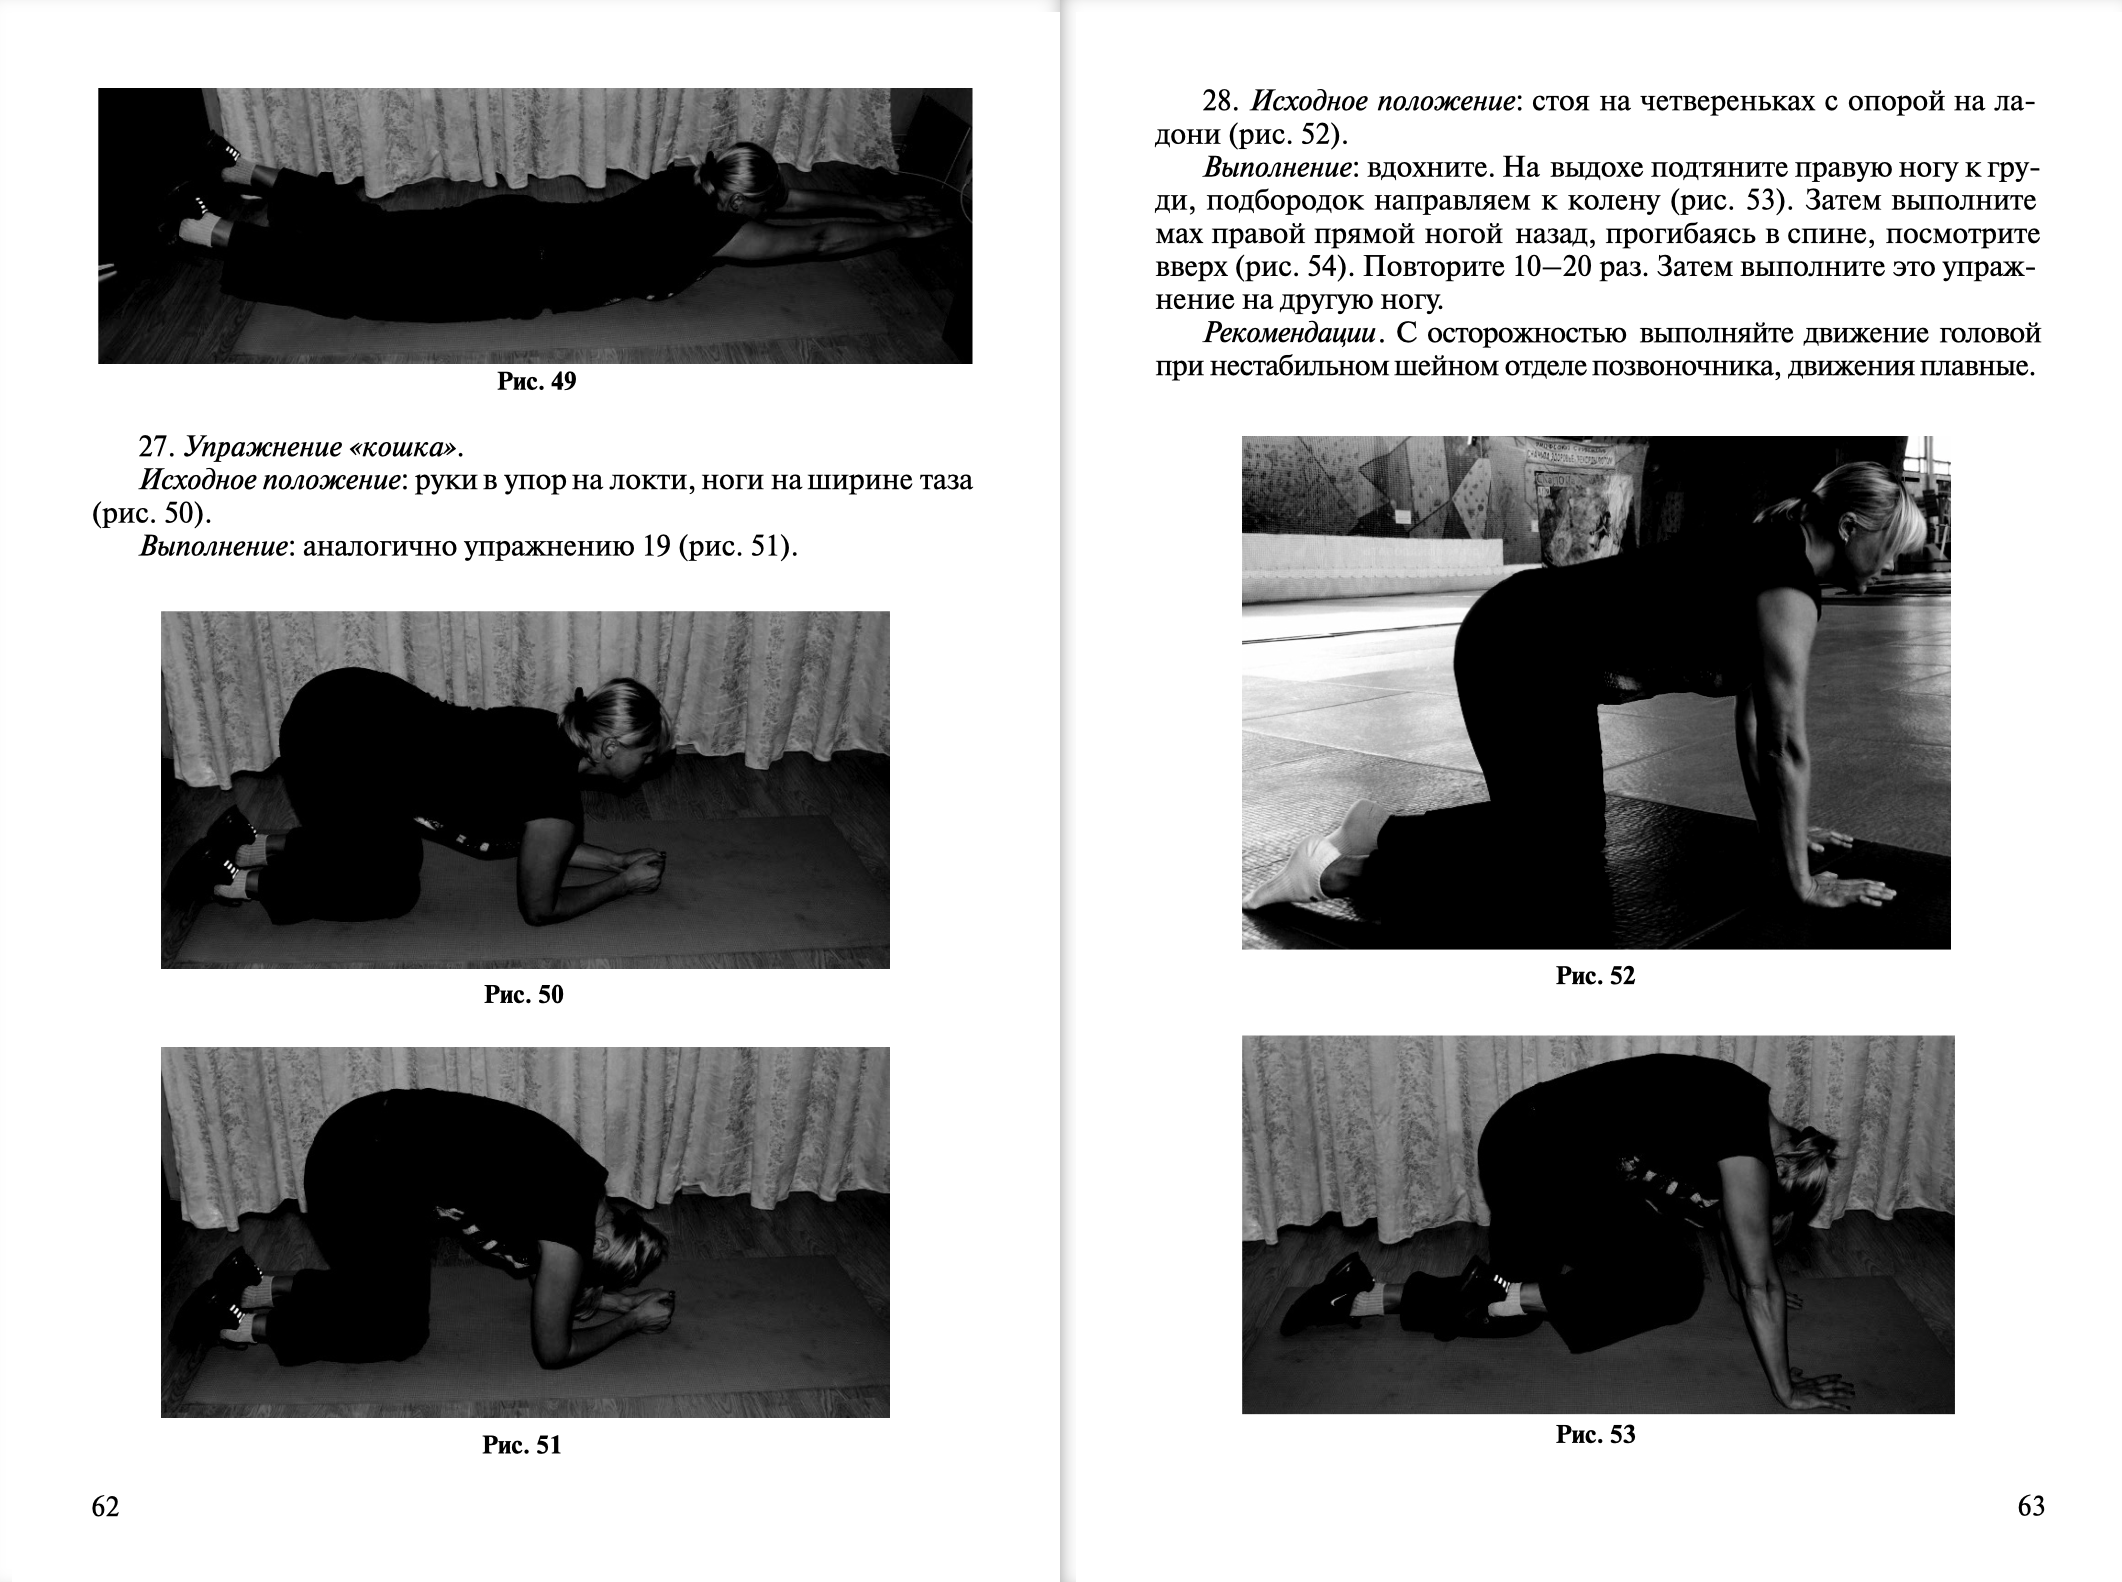 Рис. 49
27. Упражнение «кошка».
Исходное положение: руки в упор на локти, ноги на ширине таза
(рис. 50).
Выполнение: аналогично упражнению 19 (рис. 51).
Рис. 50
Рис. 51
62
28. Исходное положение: стоя на четвереньках с опорой на ла-
дони (рис. 52).
Выполнение: вдохните. На выдохе подтяните правую ногу к гру-
ди, подбородок направляем к колену (рис. 53). Затем выполните
мах правой прямой ногой назад, прогибаясь в спине, посмотрите
вверх (рис. 54). Повторите 10–20 раз. Затем выполните это упраж-
нение на другую ногу.
Рекомендации. С осторожностью выполняйте движение головой
при нестабильном шейном отделе позвоночника, движения плавные.
Рис. 52
Рис. 53
63